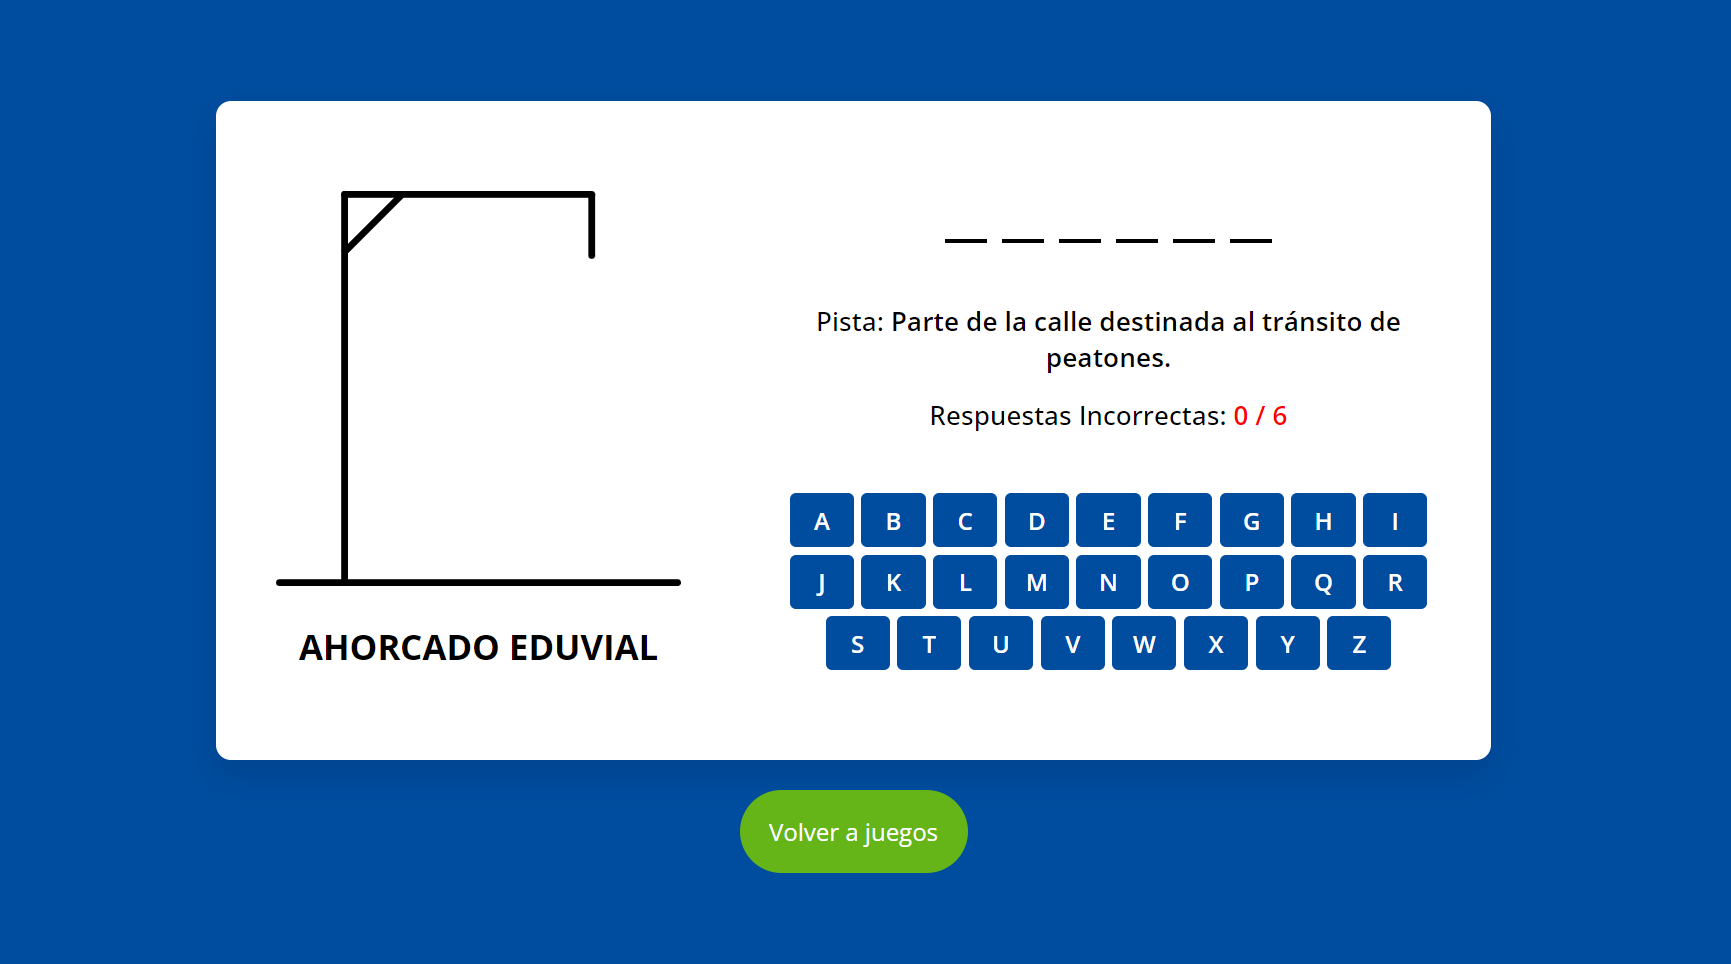 Pista: Parte de la calle destinada al tránsito de
peatones.
Respuestas Incorrectas: 0 / 6
A B C D E F G H I
J K L M N O P Q R
S T U V W X Y Z
AHORCADO EDUVIAL
Volver a juegos